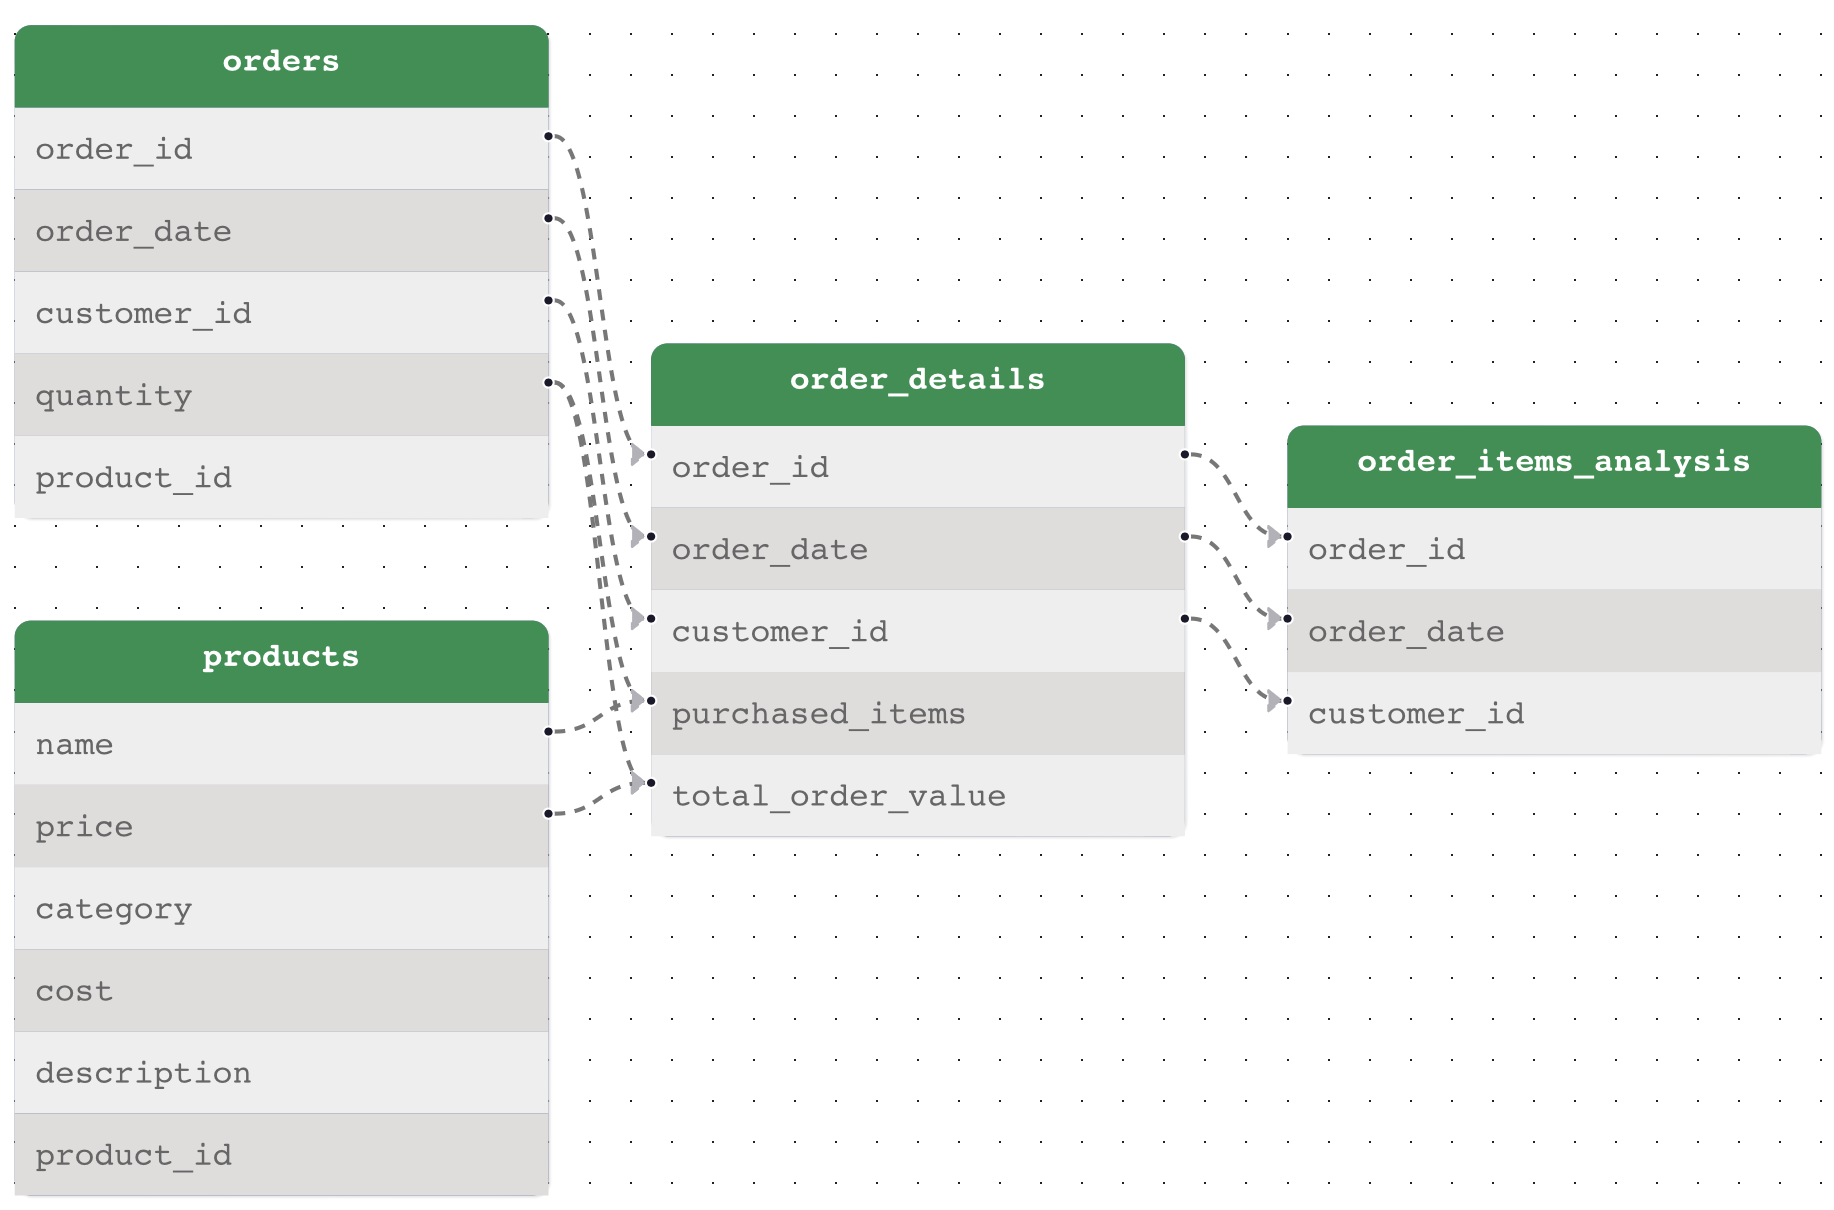 orders
order_id
order_date
customer_id
quantity
product_id
products
name
price
category
cost
description
product_id
order_details
order_id
order_date
customer_id
purchased_items
total_order_value
order_items_analysis
order_id
order_date
customer_id